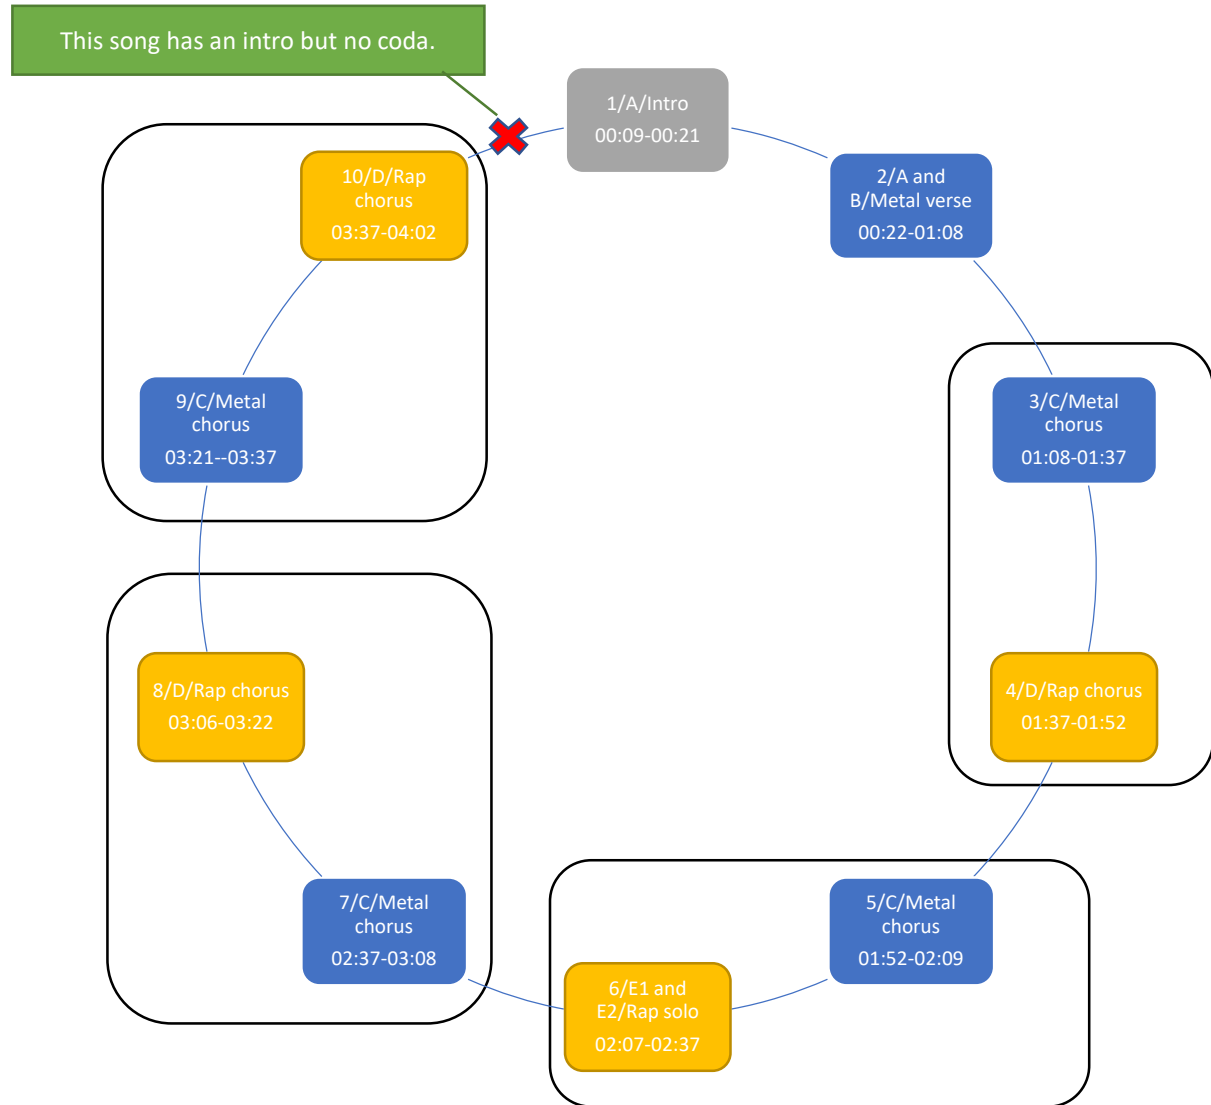 This song has an intro but no coda.
1/A/Intro
00:09-00:21
2/A and
B/Metal verse
00:22-01:08
3/C/Metal
chorus
01:08-01:37
4/D/Rap chorus
01:37-01:52
5/C/Metal
chorus
01:52-02:09
6/E1 and
E2/Rap solo
02:07-02:37
7/C/Metal
chorus
02:37-03:08
8/D/Rap chorus
03:06-03:22
9/C/Metal
chorus
03:21--03:37
10/D/Rap
chorus
03:37-04:02